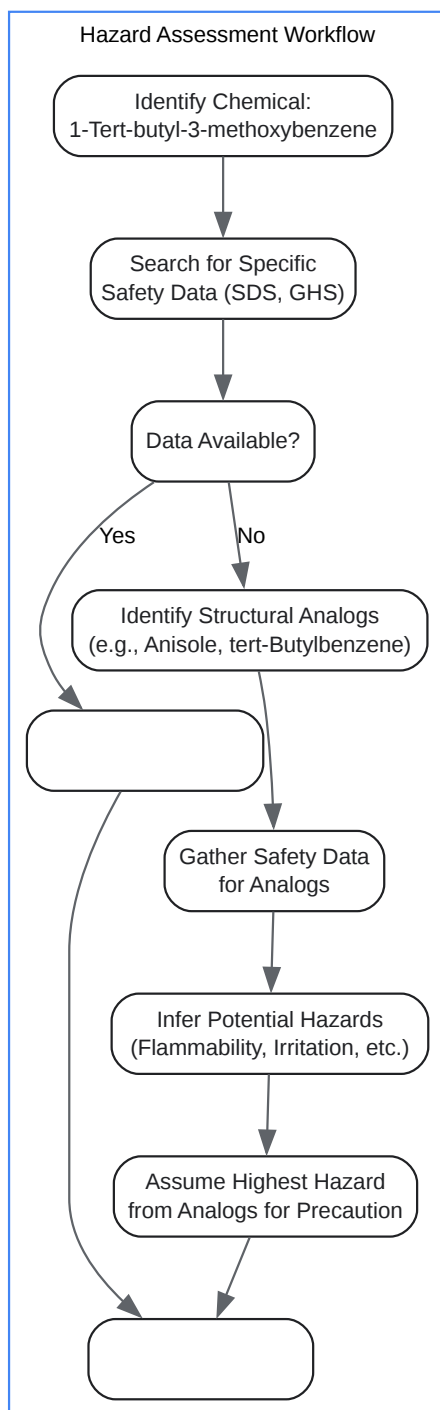 Hazard Assessment Workflow
Identify Chemical:
1-Tert-butyl-3-methoxybenzene
Search for Specific
Safety Data (SDS, GHS)
Data Available?
Yes
No
Identify Structural Analogs
(e.g., Anisole, tert-Butylbenzene)
Gather Safety Data
for Analogs
Infer Potential Hazards
(Flammability, Irritation, etc.)
Assume Highest Hazard
from Analogs for Precaution